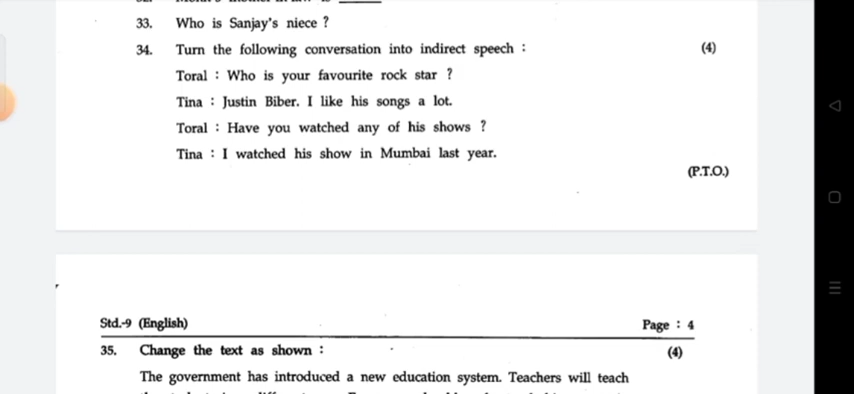 33. Who is Sanjay's niece ?
34. Turn the following conversation into indirect speech : (4)
Toral : Who is your favourite rock star ?
Tina : Justin Biber. I like his songs a lot.
Toral : Have you watched any of his shows ?
Tina : I watched his show in Mumbai last year.
(P.T.O.)
Std.-9 (English) Page : 4
35. Change the text as shown : (4)
The government has introduced a new education system. Teachers will teach